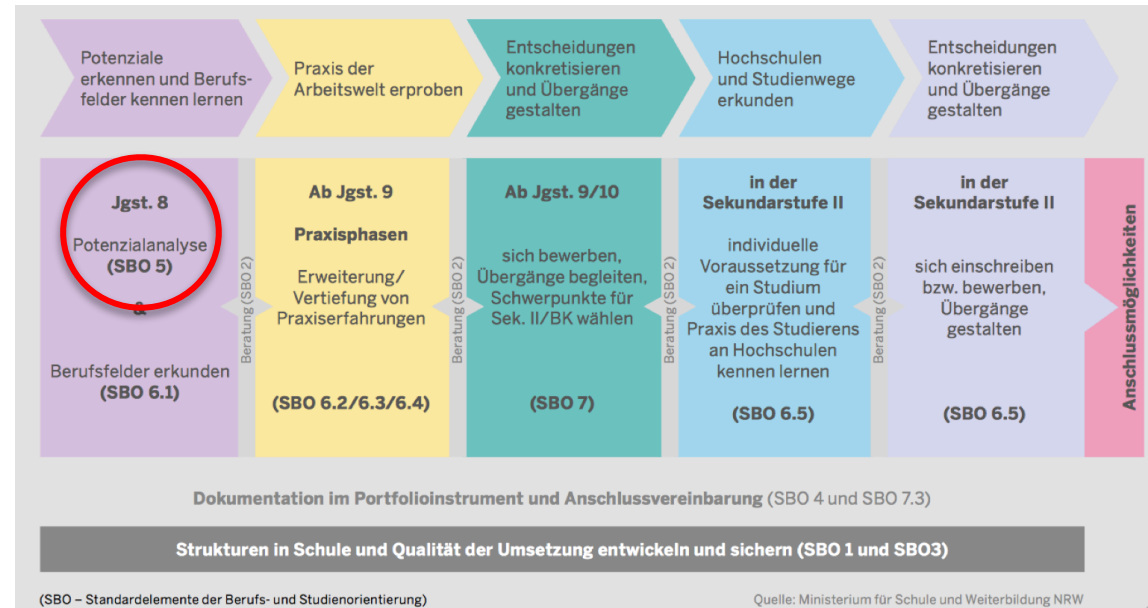 Potenziale
erkennen und Berufs-
felder kennen lernen
Praxis der
Arbeitswelt erproben
Entscheidungen
konkretisieren
und Übergänge
gestalten
Hochschulen
und Studienwege
erkunden
Entscheidungen
konkretisieren
und Übergänge
gestalten
Jgst. 8
Potenzialanalyse
(SBO 5)
&
Berufsfelder erkunden
(SBO 6.1)
Beratung (SBO 2)
Ab Jgst. 9
Praxisphasen
Erweiterung/
Vertiefung von
Praxiserfahrungen
(SBO 6.2/6.3/6.4)
Beratung (SBO 2)
Ab Jgst. 9/10
sich bewerben,
Übergänge begleiten,
Schwerpunkte für
Sek. II/BK wählen
(SBO 7)
Beratung (SBO 2)
in der
Sekundarstufe II
individuelle
Voraussetzung für
ein Studium
überprüfen und
Praxis des Studierens
an Hochschulen
kennen lernen
(SBO 6.5)
Beratung (SBO 2)
in der
Sekundarstufe II
sich einschreiben
bzw. bewerben,
Übergänge
gestalten
(SBO 6.5)
Anschlussmöglichkeiten
Dokumentation im Portfolioinstrument und Anschlussvereinbarung (SBO 4 und SBO 7.3)
Strukturen in Schule und Qualität der Umsetzung entwickeln und sichern (SBO 1 und SBO3)
(SBO – Standardelemente der Berufs- und Studienorientierung)
Quelle: Ministerium für Schule und Weiterbildung NRW